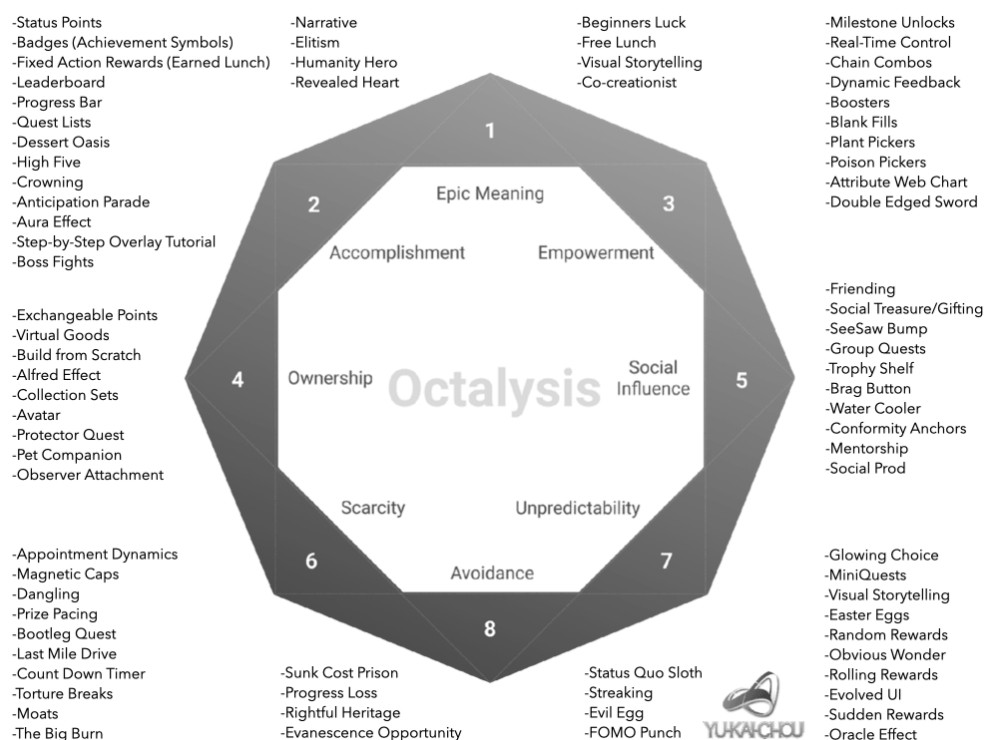 -Status Points
-Badges (Achievement Symbols)
-Fixed Action Rewards (Earned Lunch)
-Leaderboard
-Progress Bar
-Quest Lists
-Dessert Oasis
-High Five
-Crowning
-Anticipation Parade
-Aura Effect
-Step-by-Step Overlay Tutorial
-Boss Fights
-Narrative
-Elitism
-Humanity Hero
-Revealed Heart
-Beginners Luck
-Free Lunch
-Visual Storytelling
-Co-creationist
-Milestone Unlocks
-Real-Time Control
-Chain Combos
-Dynamic Feedback
-Boosters
-Blank Fills
-Plant Pickers
-Poison Pickers
-Attribute Web Chart
-Double Edged Sword
1
Epic Meaning
2
Accomplishment
3
Empowerment
-Exchangeable Points
-Virtual Goods
-Build from Scratch
-Alfred Effect
-Collection Sets
-Avatar
-Protector Quest
-Pet Companion
-Observer Attachment
4
Ownership
Octalysis
Social
Influence
5
-Friending
-Social Treasure/Gifting
-SeeSaw Bump
-Group Quests
-Trophy Shelf
-Brag Button
-Water Cooler
-Conformity Anchors
-Mentorship
-Social Prod
Scarcity
6
Unpredictability
7
Avoidance
8
-Appointment Dynamics
-Magnetic Caps
-Dangling
-Prize Pacing
-Bootleg Quest
-Last Mile Drive
-Count Down Timer
-Torture Breaks
-Moats
-The Big Burn
-Sunk Cost Prison
-Progress Loss
-Rightful Heritage
-Evanescence Opportunity
-Status Quo Sloth
-Streaking
-Evil Egg
-FOMO Punch
YU-KAI CHOU
-Glowing Choice
-MiniQuests
-Visual Storytelling
-Easter Eggs
-Random Rewards
-Obvious Wonder
-Rolling Rewards
-Evolved UI
-Sudden Rewards
-Oracle Effect